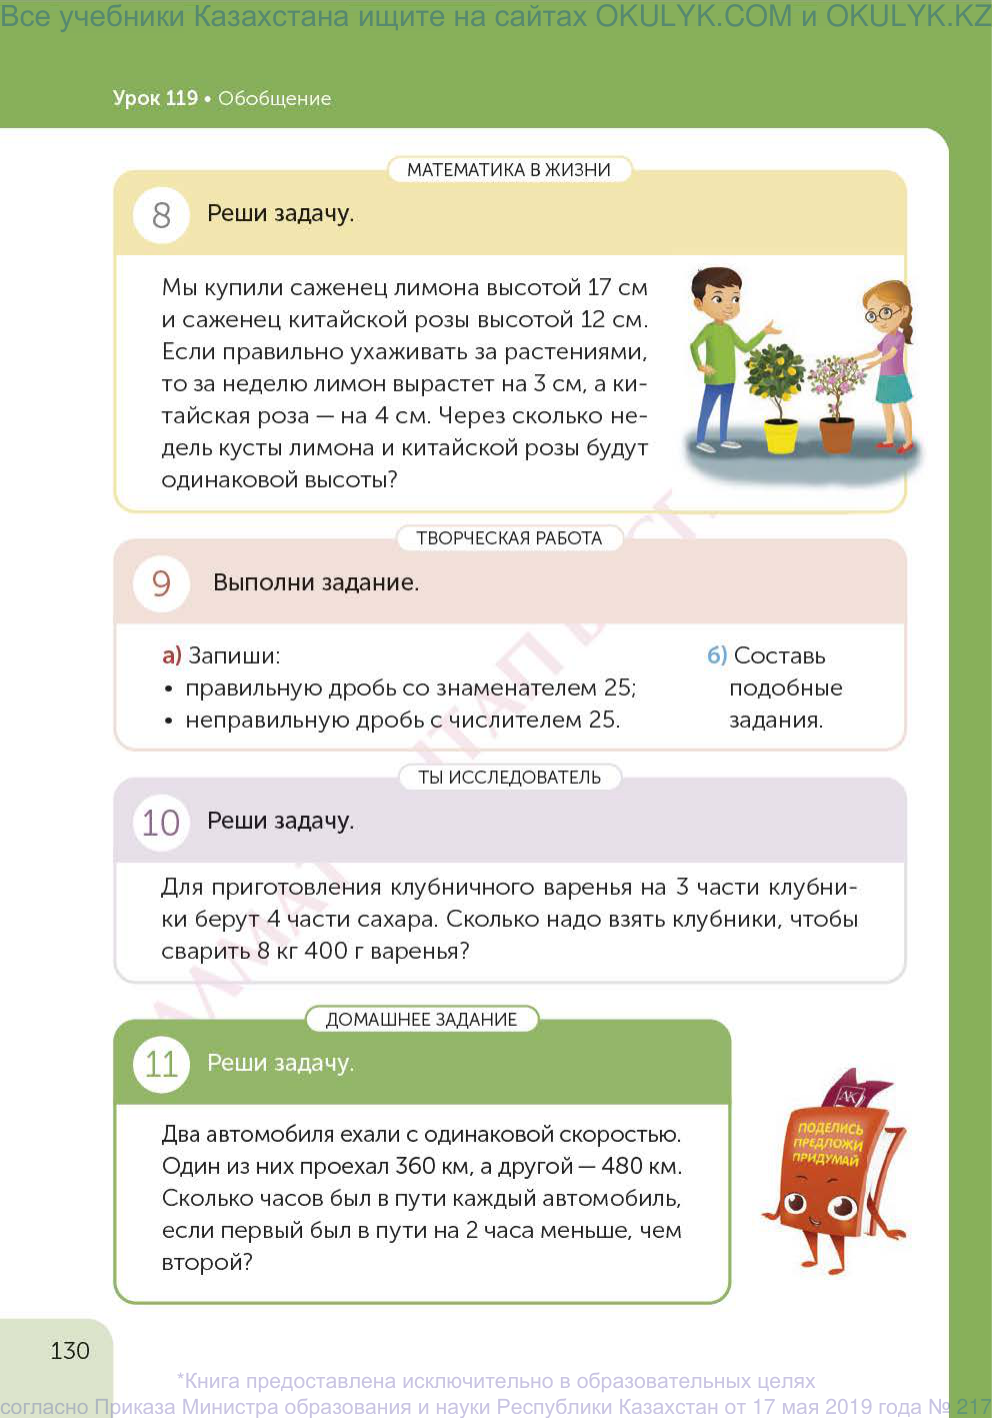 Все учебники Казахстана ищите на сайтах OKULYK.COM и OKULYK.KZ
Урок 119 • Обобщение
МАТЕМАТИКА В ЖИЗНИ
8 Реши задачу.
Мы купили саженец лимона высотой 17 см
и саженец китайской розы высотой 12 см.
Если правильно ухаживать за растениями,
то за неделю лимон вырастет на 3 см, а ки-
тайская роза — на 4 см. Через сколько не-
дель кусты лимона и китайской розы будут
одинаковой высоты?
ТВОРЧЕСКАЯ РАБОТА
9 Выполни задание.
а) Запиши:
• правильную дробь со знаменателем 25;
• неправильную дробь с числителем 25.
б) Составь
подобные
задания.
ТЫ ИССЛЕДОВАТЕЛЬ
10 Реши задачу.
Для приготовления клубничного варенья на 3 части клубни-
ки берут 4 части сахара. Сколько надо взять клубники, чтобы
сварить 8 кг 400 г варенья?
ДОМАШНЕЕ ЗАДАНИЕ
11 Реши задачу.
Два автомобиля ехали с одинаковой скоростью.
Один из них проехал 360 км, а другой — 480 км.
Сколько часов был в пути каждый автомобиль,
если первый был в пути на 2 часа меньше, чем
второй?
АК
ПОДЕЛИСЬ
ПРЕДЛОЖИ
ПРИДУМАЙ
130
*Книга предоставлена исключительно в образовательных целях
согласно Приказа Министра образования и науки Республики Казахстан от 17 мая 2019 года № 217